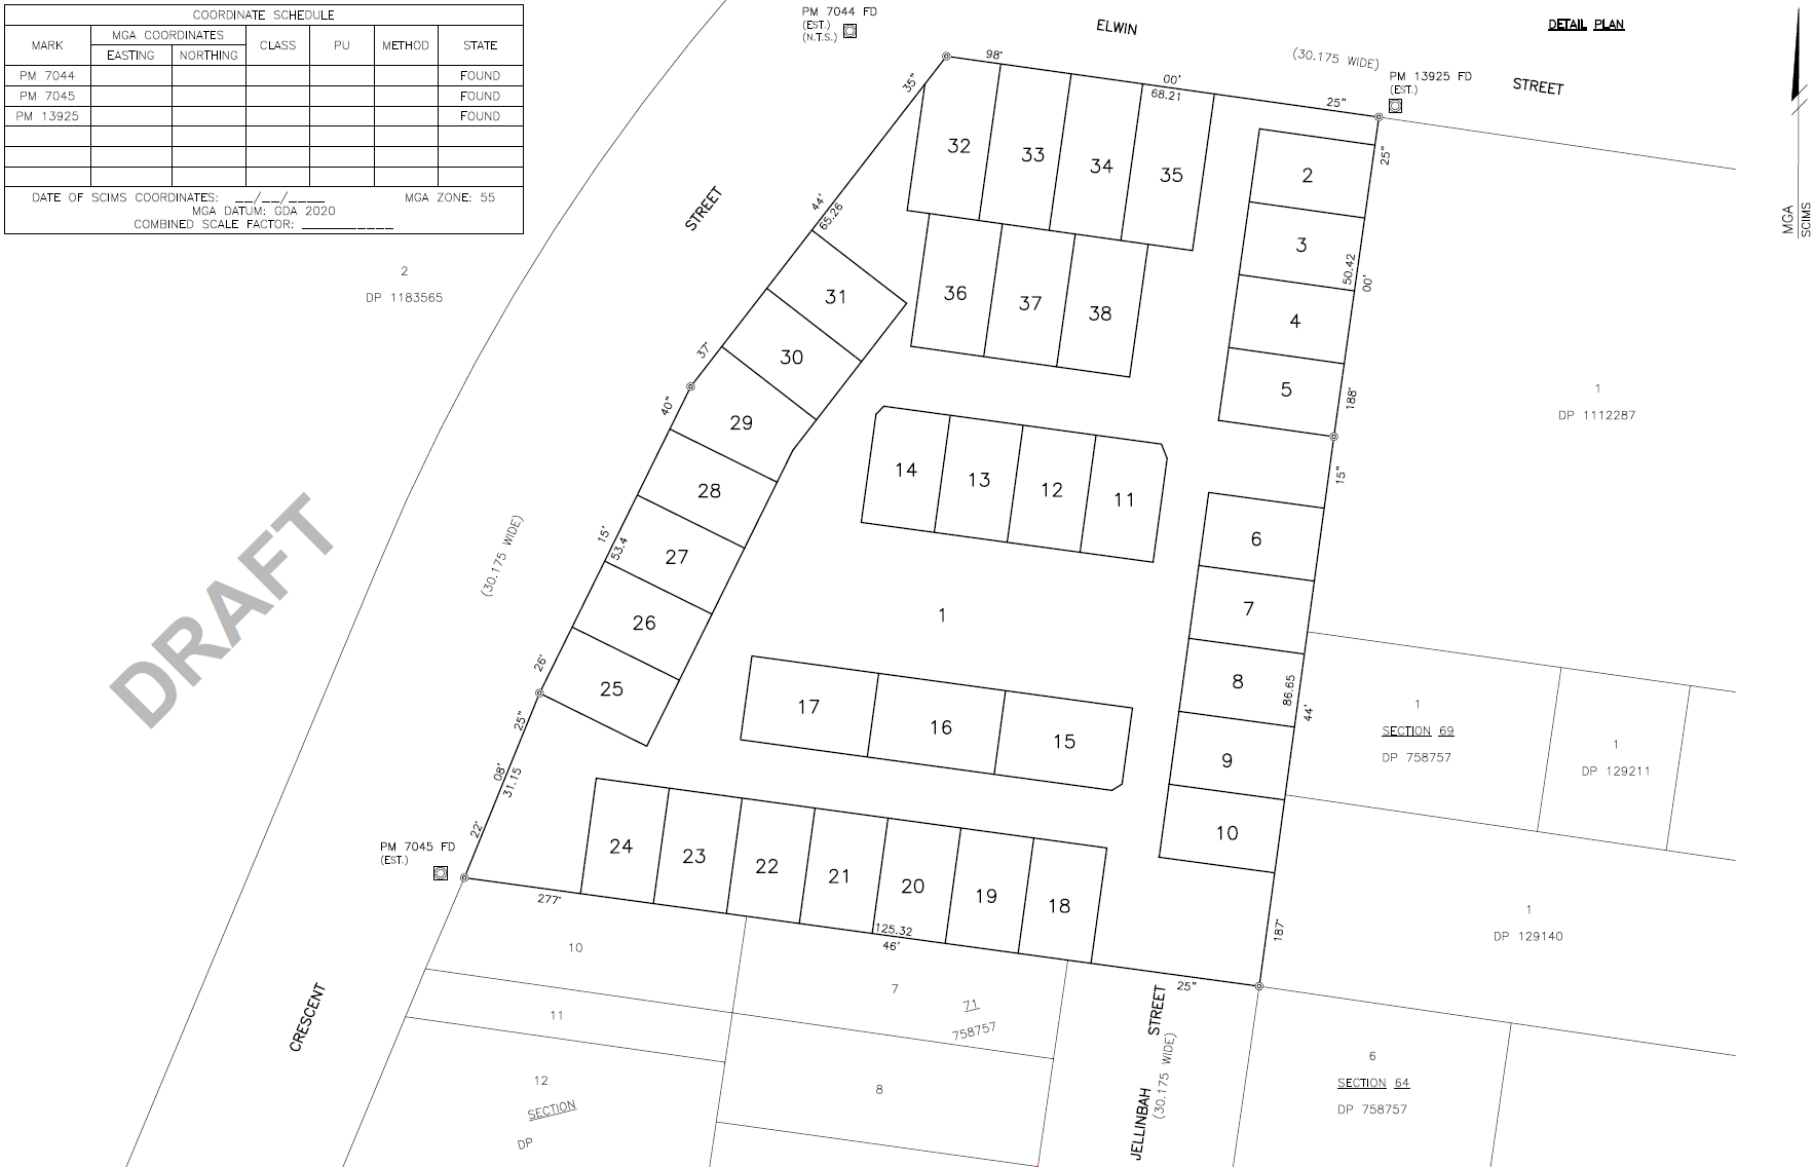 COORDINATE SCHEDULE
MARK
MGA COORDINATES
CLASS
PU
METHOD
STATE
EASTING
NORTHING
PM 7044
FOUND
PM 7045
FOUND
PM 13925
FOUND
DATE OF SCIMS COORDINATES: __/__/____
MGA ZONE: 55
MGA DATUM: GDA 2020
COMBINED SCALE FACTOR: __________
PM 7044 FD
(EST.)
(N.T.S.)
ELWIN
STREET
(30.175 WIDE)
DETAIL PLAN
PM 13925 FD
(EST.)
MGA
SCIMS
98°
00'
25"
68.21
35"
44'
65.26
37°
STREET
2
DP 1183565
32
33
34
35
36
37
38
31
30
29
28
27
26
25
2
3
4
5
25"
50.42
00'
188°
1
DP 1112287
14
13
12
11
15"
6
7
8
9
10
86.65
44'
187°
40"
15'
53.4
26°
(30.175 WIDE)
DRAFT
1
17
16
15
25"
08'
31.15
22°
PM 7045 FD
(EST.)
24
23
22
21
20
19
18
277°
125.32
46'
25"
1
SECTION 69
DP 758757
1
DP 129211
1
DP 129140
10
11
12
SECTION
DP
7
71
758757
8
CRESCENT
JELLINBAH
STREET
(30.175 WIDE)
6
SECTION 64
DP 758757